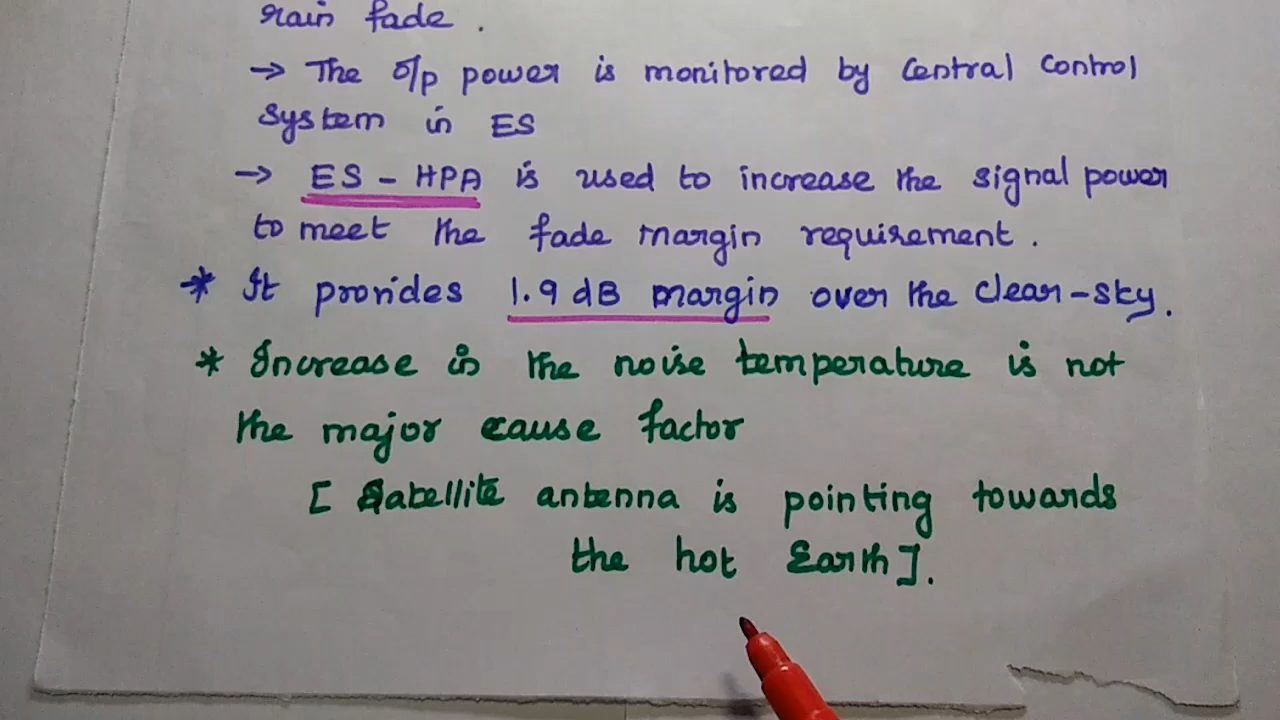 rain fade.
→ The o/p power is monitored by Central Control
System in ES
→ ES - HPA is used to increase the signal power
to meet the fade margin requirement.
* It provides 1.9 dB margin over the clear-sky.
* Increase in the noise temperature is not
the major cause factor
[ Satellite antenna is pointing towards
the hot Earth].